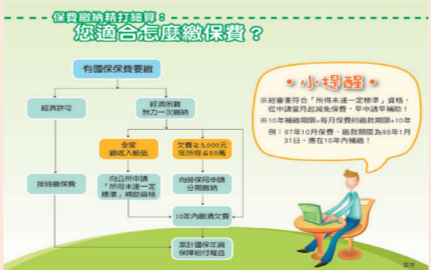 保費繳納精打細算：
您適合怎麼繳保費？
有國保保費要繳
經濟許可
經濟困難
無力一次繳納
全家
總收入較低
欠費≧3,000元
年所得≦50萬
按時繳保費
向公所申請
「所得未達一定
標準」補助資格
向勞保局申請
分期繳納
10年內繳清欠費
累計國保年資
保障給付權益
小提醒
※經審查符合「所得未達一定標準」資格，
從申請當月起減免保費，早申請早補助！
※10年補繳期限=每月保費的繳款期限+10年
例：97年10月保費，繳款期限為98年1月
31日，應在10年內補繳！